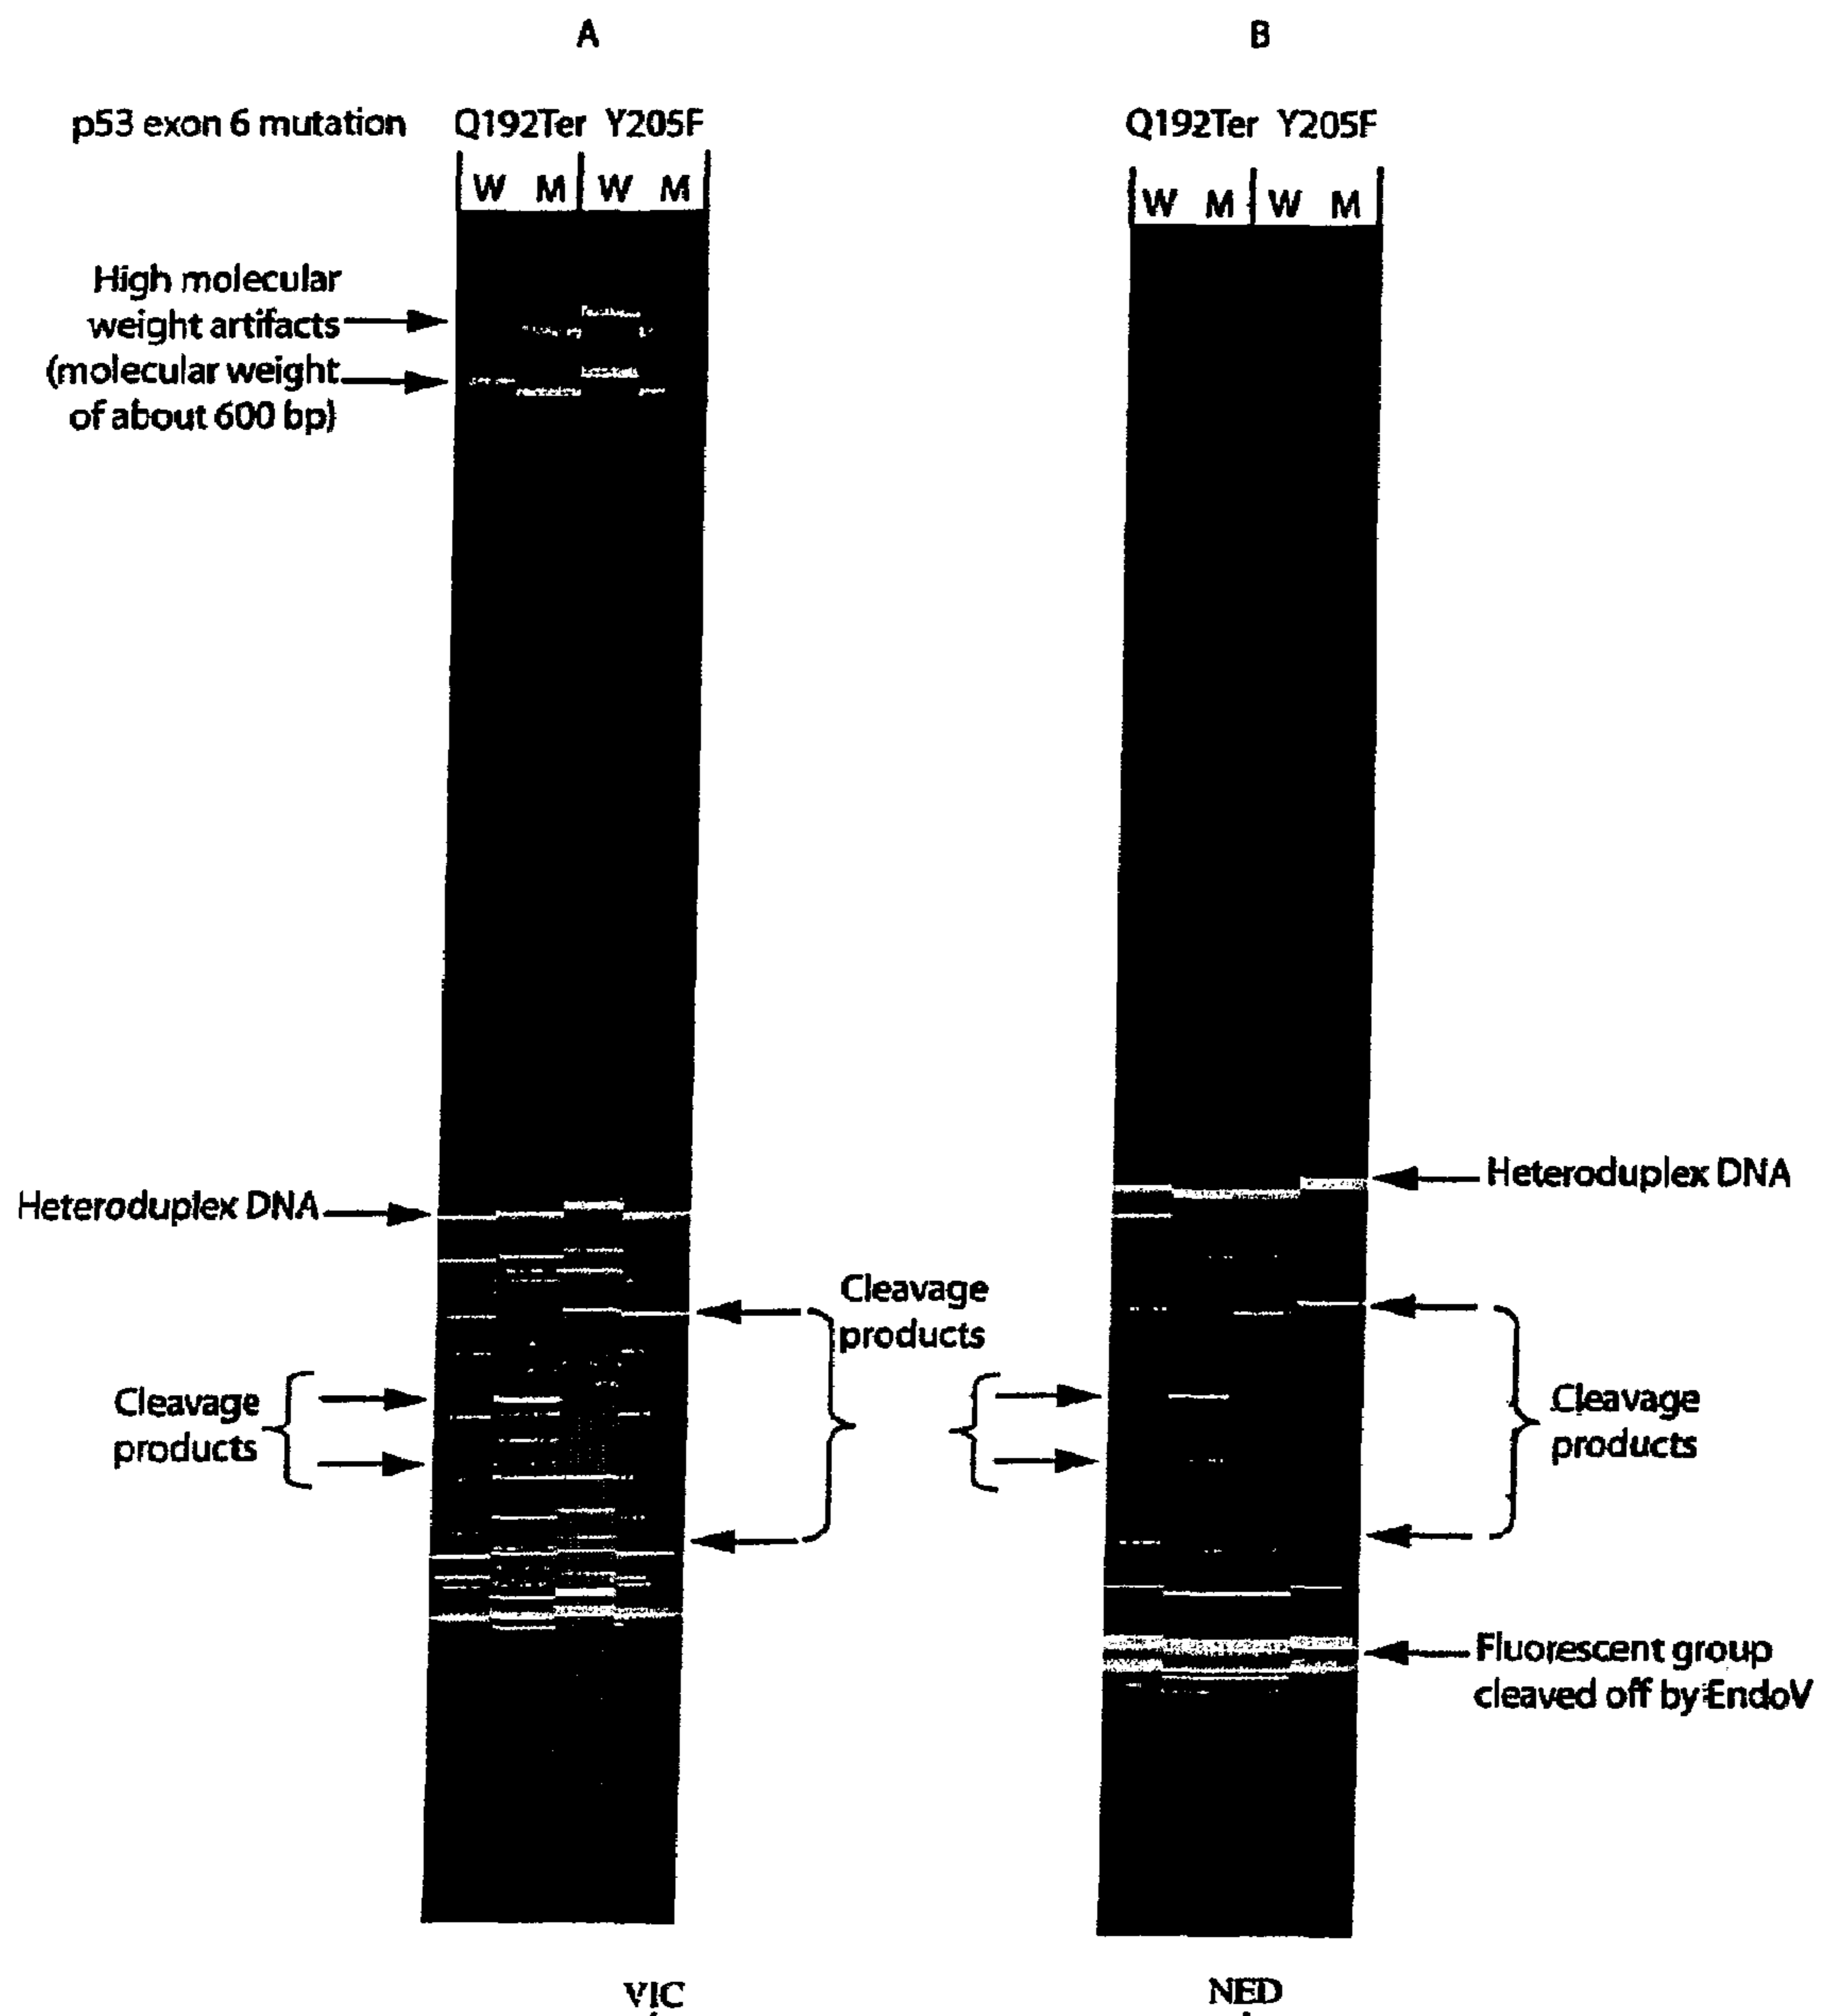 A
B
p53 exon 6 mutation
Q192Ter Y205F
W M W M
Q192Ter Y205F
W M W M
High molecular
weight artifacts
(molecular weight
of about 600 bp)
Heteroduplex DNA
Heteroduplex DNA
Cleavage
products
Cleavage
products
Cleavage
products
Fluorescent group
cleaved off by EndoV
VIC
NED